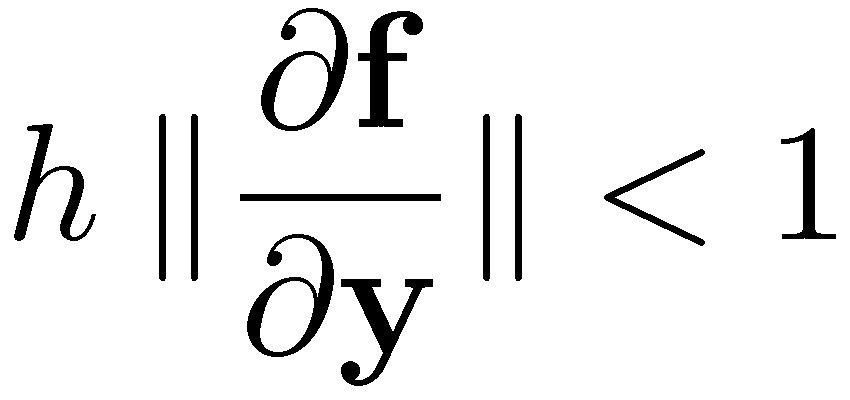 h ‖ ∂f/∂y ‖ < 1